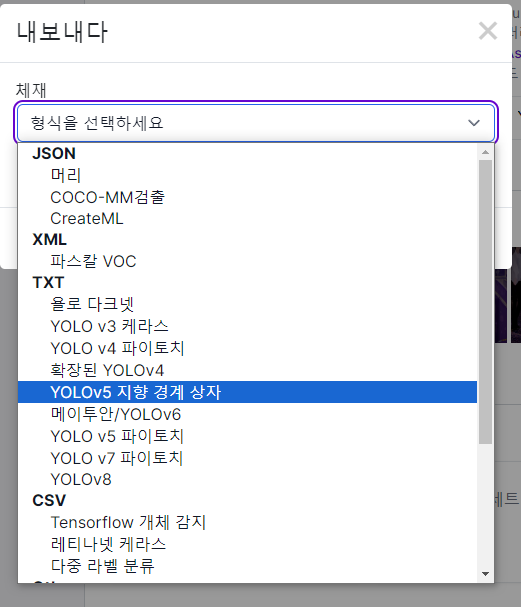 내보내다
체재
형식을 선택하세요
JSON
머리
COCO-MM검출
CreateML
XML
파스칼 VOC
TXT
욜로 다크넷
YOLO v3 케라스
YOLO v4 파이토치
확장된 YOLOv4
YOLOv5 지향 경계 상자
메이투안/YOLOv6
YOLO v5 파이토치
YOLO v7 파이토치
YOLOv8
CSV
Tensorflow 개체 감지
레티나넷 케라스
다중 라벨 분류
세트